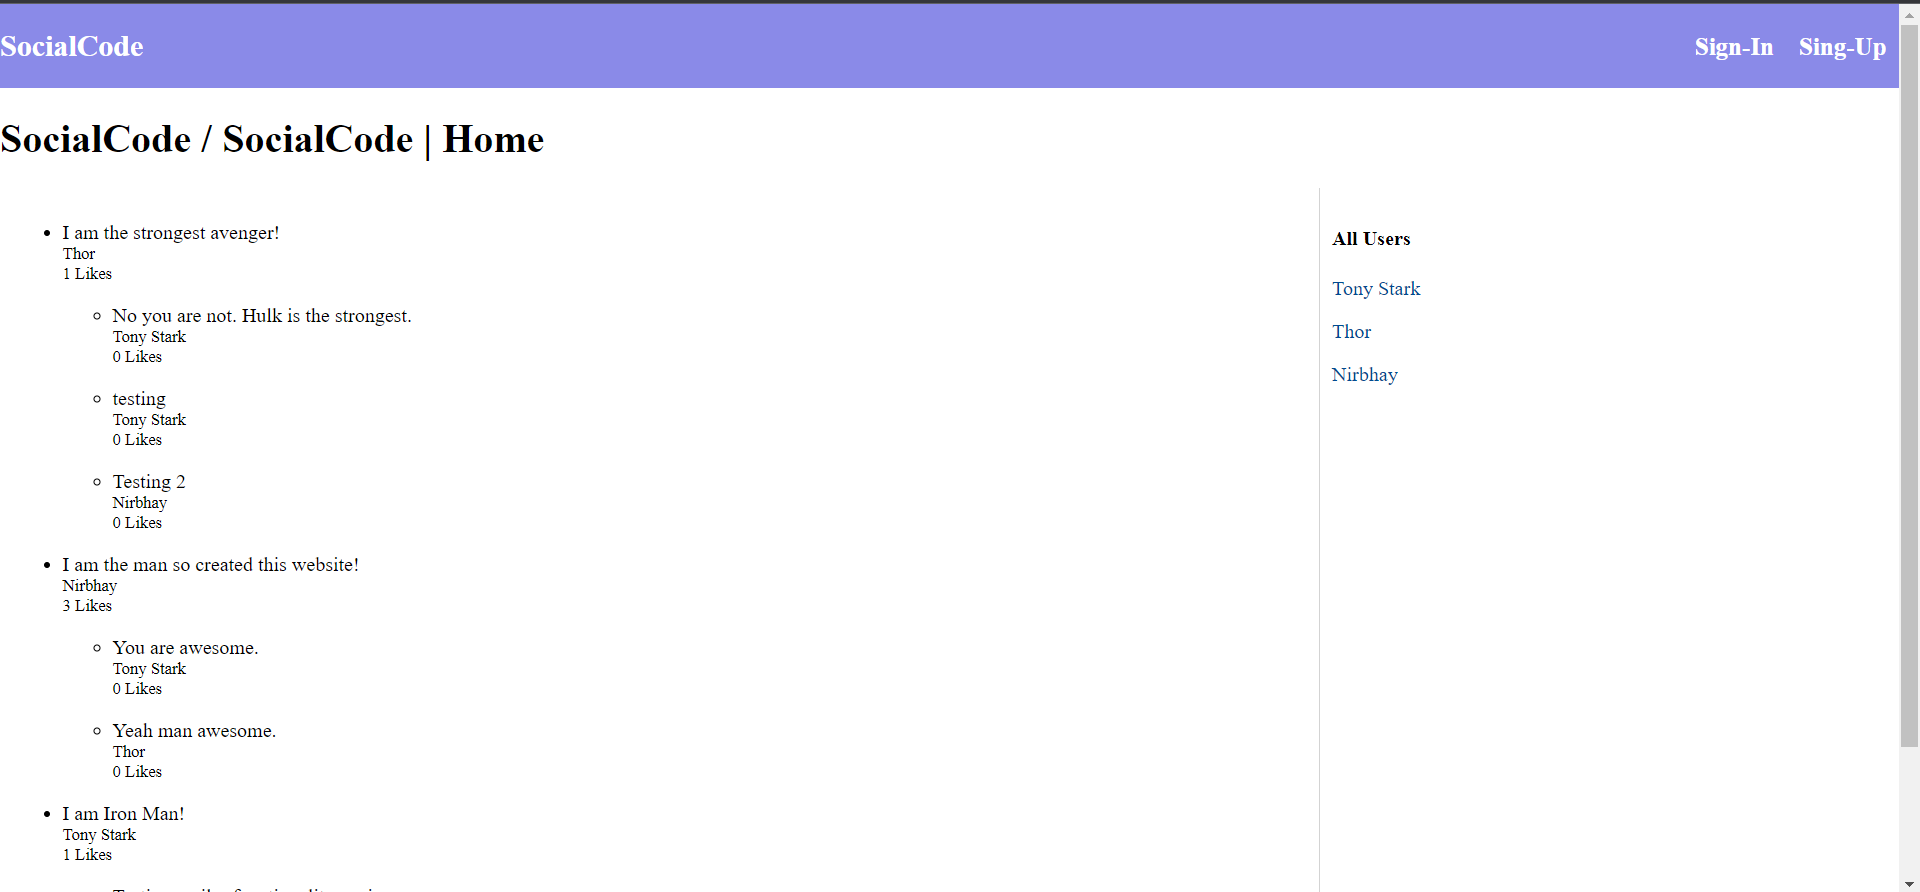 SocialCode
Sign-In Sing-Up
SocialCode / SocialCode | Home
I am the strongest avenger!
Thor
1 Likes
No you are not. Hulk is the strongest.
Tony Stark
0 Likes
testing
Tony Stark
0 Likes
Testing 2
Nirbhay
0 Likes
I am the man so created this website!
Nirbhay
3 Likes
You are awesome.
Tony Stark
0 Likes
Yeah man awesome.
Thor
0 Likes
I am Iron Man!
Tony Stark
1 Likes
All Users
Tony Stark
Thor
Nirbhay